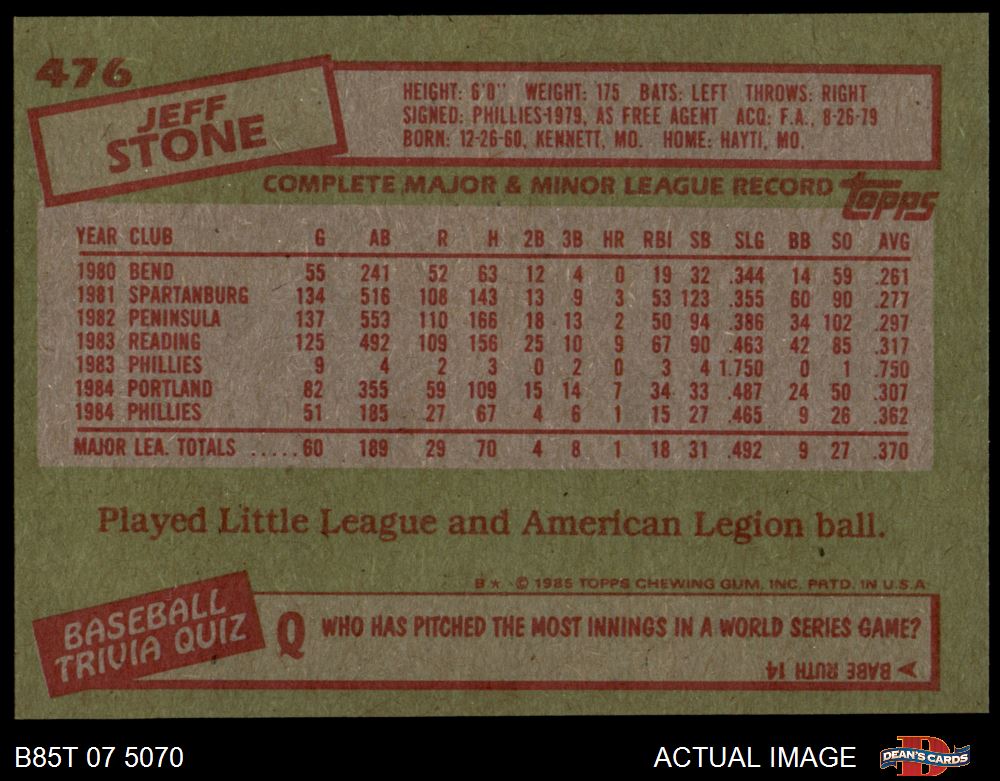 476
JEFF
STONE
HEIGHT: 6'0" WEIGHT: 175 BATS: LEFT THROWS: RIGHT
SIGNED: PHILLIES-1979, AS FREE AGENT ACQ: F.A., 8-26-79
BORN: 12-26-60, KENNETT, MO. HOME: HAYTI, MO.
COMPLETE MAJOR & MINOR LEAGUE RECORD topps
YEAR CLUB G AB R H 2B 3B HR RBI SB SLG BB SO AVG
1980 BEND 55 241 52 63 12 4 0 19 32 .344 14 59 .261
1981 SPARTANBURG 134 516 108 143 13 9 3 53 123 .355 60 90 .277
1982 PENINSULA 137 553 110 166 18 13 2 50 94 .386 34 102 .297
1983 READING 125 492 109 156 25 10 9 67 90 .463 42 85 .317
1983 PHILLIES 9 4 2 3 0 2 0 3 4 1.750 0 1 .750
1984 PORTLAND 82 355 59 109 15 14 7 34 33 .487 24 50 .307
1984 PHILLIES 51 185 27 67 4 6 1 15 27 .465 9 26 .362
MAJOR LEA. TOTALS .....60 189 29 70 4 8 1 18 31 .492 9 27 .370
Played Little League and American Legion ball.
B* © 1985 TOPPS CHEWING GUM, INC. PRTD. IN U.S.A.
BASEBALL
TRIVIA QUIZ
Q WHO HAS PITCHED THE MOST INNINGS IN A WORLD SERIES GAME?
A BABE RUTH 14
B85T 07 5070 ACTUAL IMAGE DEAN'S CARDS